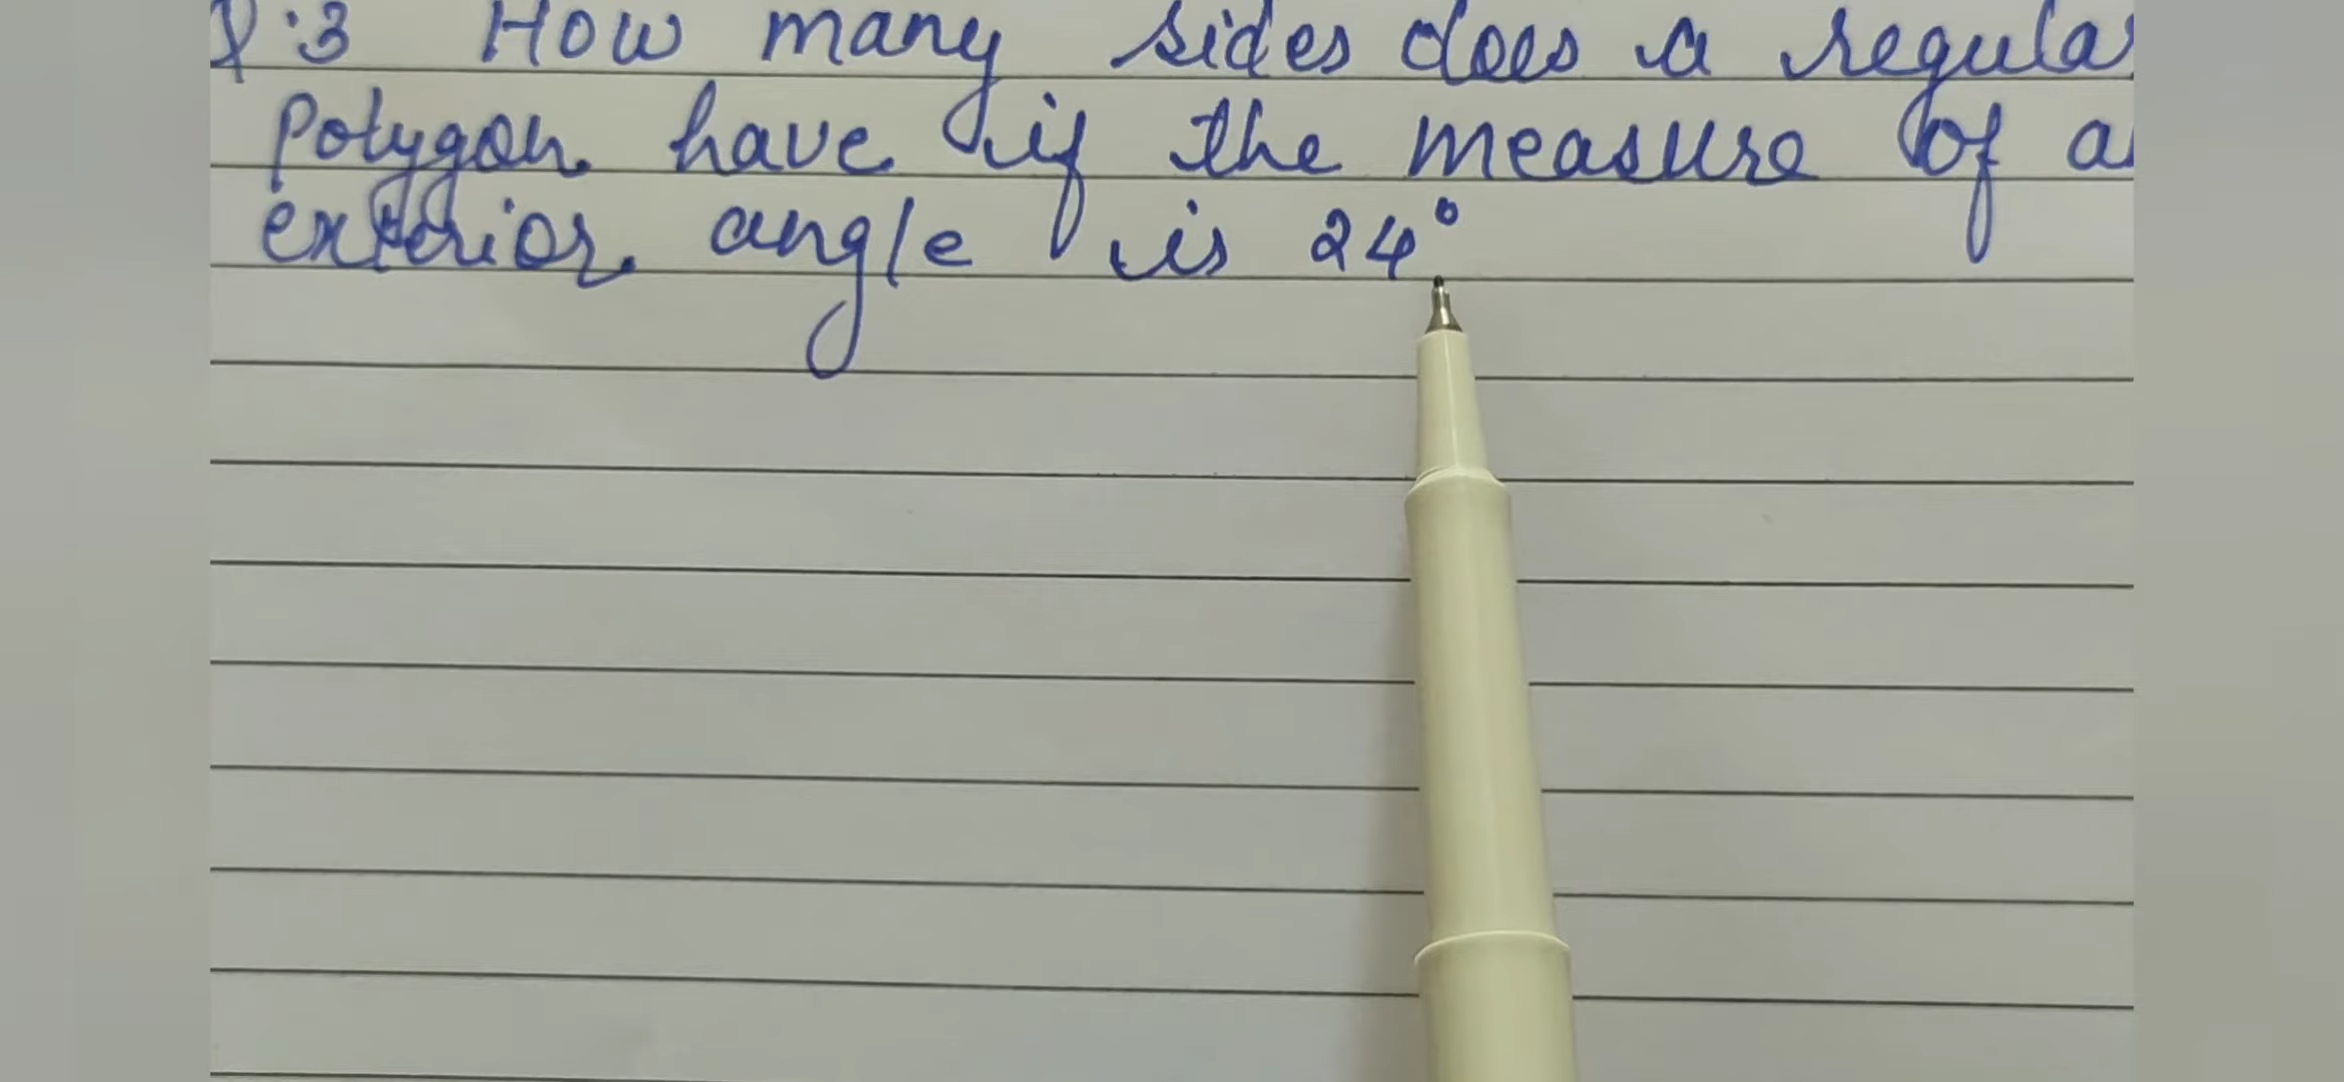 Q.3 How many sides does a regular
Polygon have if the measure of a
exterior angle is 24°